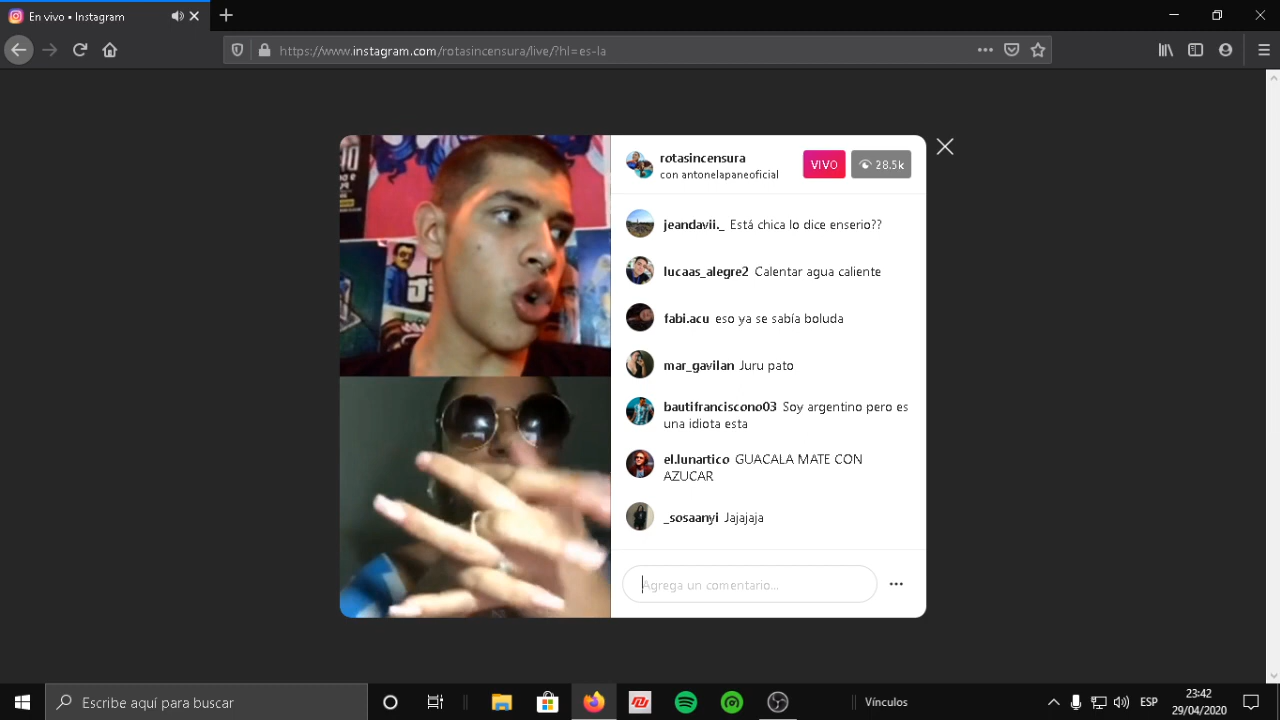 En vivo • Instagram
https://www.instagram.com/rotasincensura/live/?hl=es-la
rotasincensura
con antonelapaneoficial
VIVO
28.5k
jeandavii._ Está chica lo dice enserio??
lucaas_alegre2 Calentar agua caliente
fabi.acu eso ya se sabía boluda
mar_gavilan Juru pato
bautifranciscono03 Soy argentino pero es
una idiota esta
el.lunartico GUACALA MATE CON
AZUCAR
_sosaanyi Jajajaja
Agrega un comentario...
Escribe aquí para buscar
Vínculos
ESP
23:42
29/04/2020